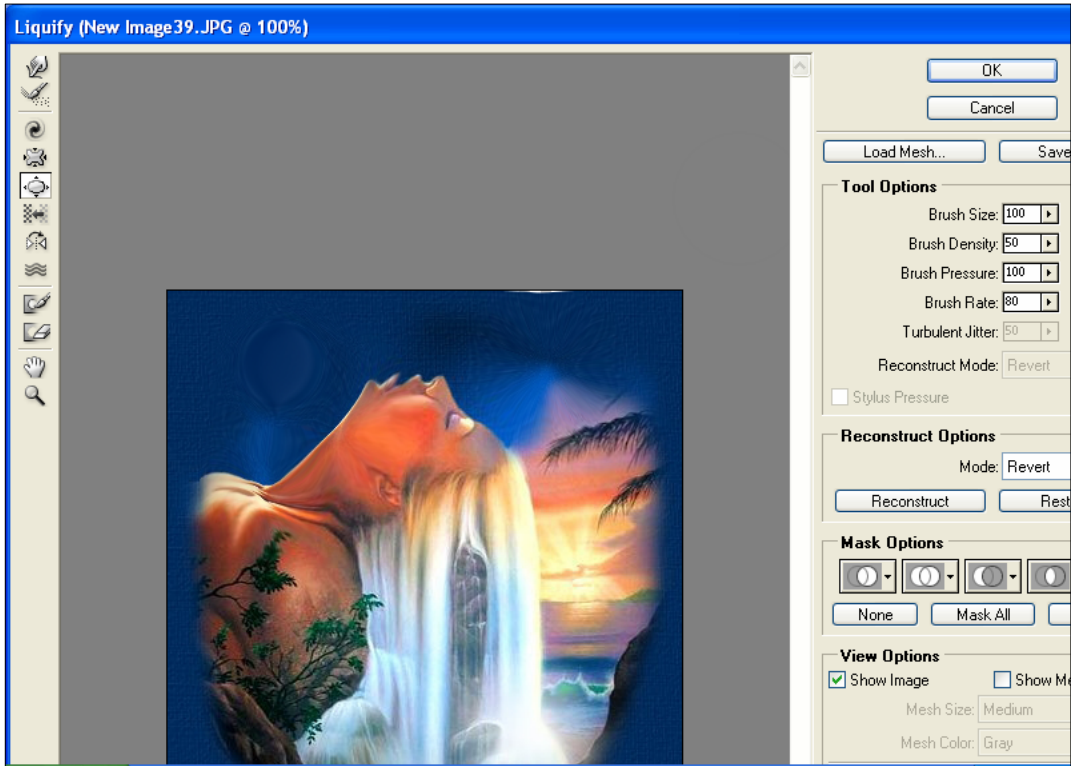 Liquify (New Image39.JPG @ 100%)
OK
Cancel
Load Mesh...
Save
Tool Options
Brush Size: 100
Brush Density: 50
Brush Pressure: 100
Brush Rate: 80
Turbulent Jitter: 50
Reconstruct Mode: Revert
Stylus Pressure
Reconstruct Options
Mode: Revert
Reconstruct
Rest
Mask Options
None
Mask All
View Options
Show Image
Show Me
Mesh Size: Medium
Mesh Color: Gray